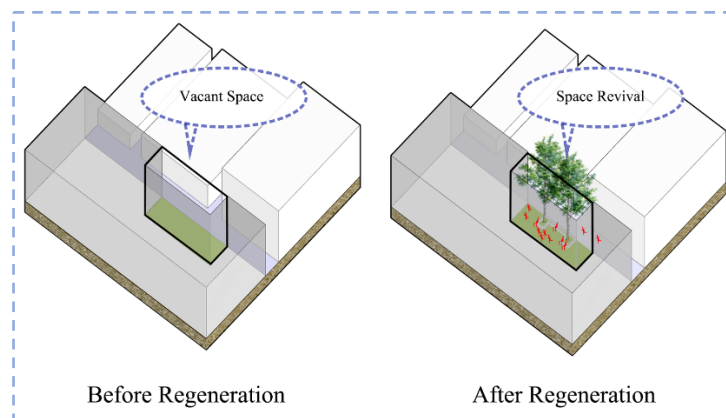 Vacant Space
Space Revival
Before Regeneration
After Regeneration